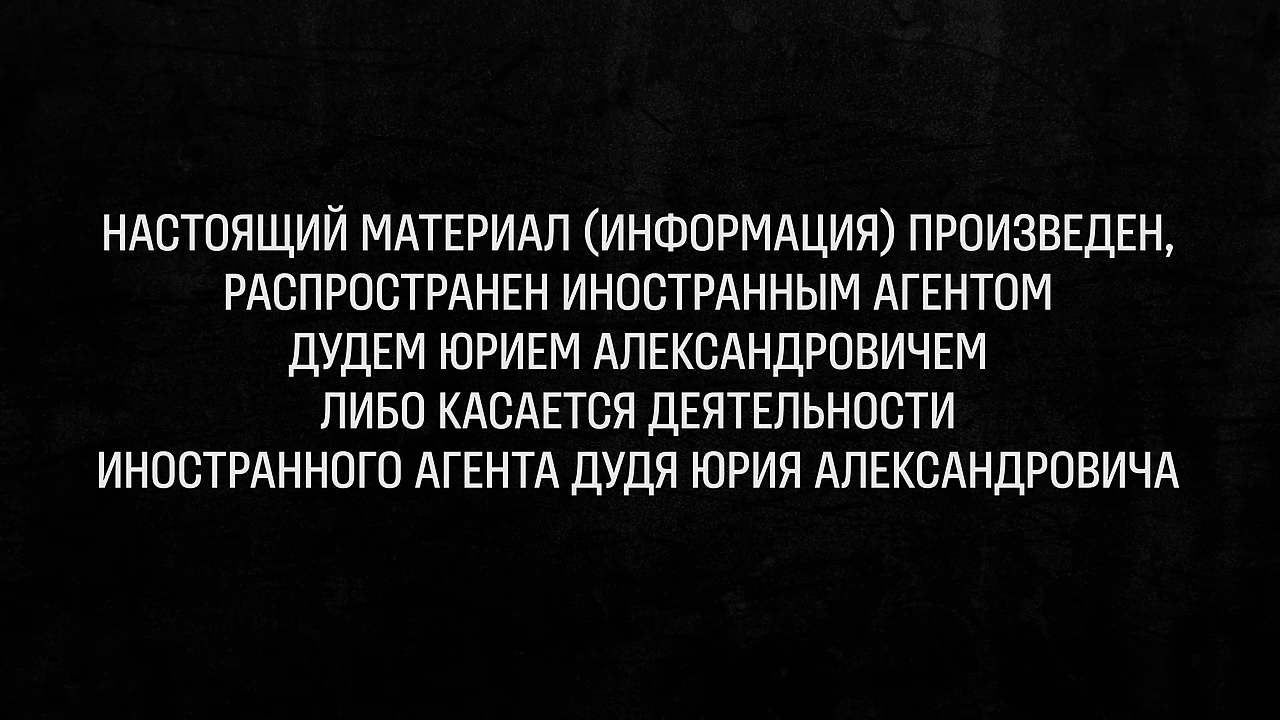 НАСТОЯЩИЙ МАТЕРИАЛ (ИНФОРМАЦИЯ) ПРОИЗВЕДЕН,
РАСПРОСТРАНЕН ИНОСТРАННЫМ АГЕНТОМ
ДУДЕМ ЮРИЕМ АЛЕКСАНДРОВИЧЕМ
ЛИБО КАСАЕТСЯ ДЕЯТЕЛЬНОСТИ
ИНОСТРАННОГО АГЕНТА ДУДЯ ЮРИЯ АЛЕКСАНДРОВИЧА